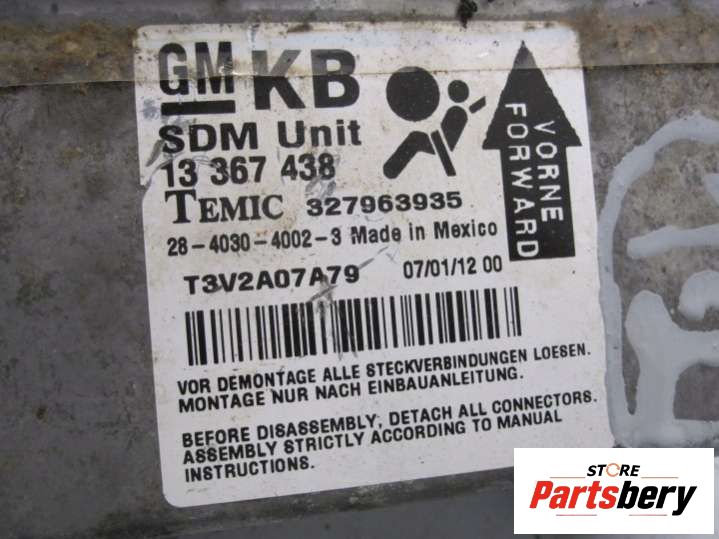 GM KB
SDM Unit
13 367 438
TEMIC 327963935
28-4030-4002-3 Made in Mexico
T3V2A07A79 07/01/12 00
VORNE
FORWARD
VOR DEMONTAGE ALLE STECKVERBINDUNGEN LOESEN.
MONTAGE NUR NACH EINBAUANLEITUNG.
BEFORE DISASSEMBLY, DETACH ALL CONNECTORS.
ASSEMBLY STRICTLY ACCORDING TO MANUAL
INSTRUCTIONS.
STORE
Partsbery